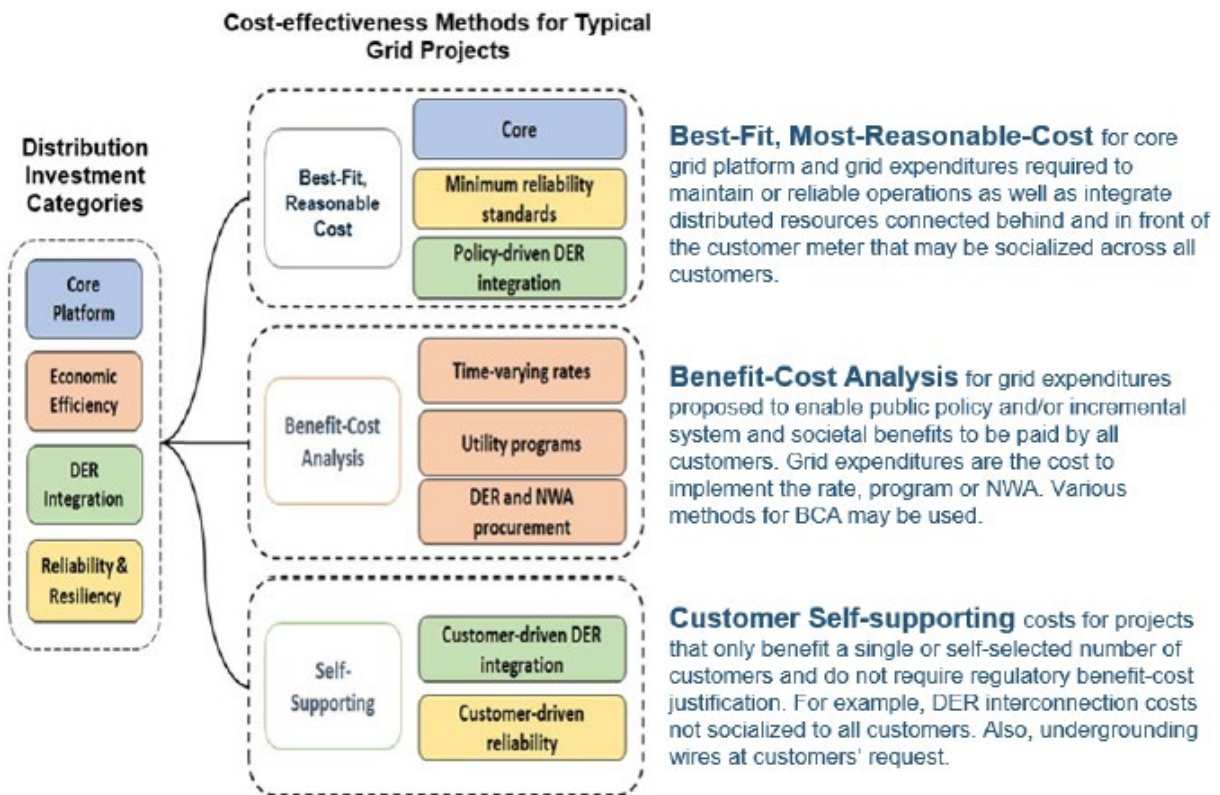 Cost-effectiveness Methods for Typical
Grid Projects
Distribution
Investment
Categories
Core
Platform
Economic
Efficiency
DER
Integration
Reliability &
Resiliency
Best-Fit,
Reasonable
Cost
Core
Minimum reliability
standards
Policy-driven DER
integration
Best-Fit, Most-Reasonable-Cost for core
grid platform and grid expenditures required to
maintain or reliable operations as well as integrate
distributed resources connected behind and in front of
the customer meter that may be socialized across all
customers.
Benefit-Cost
Analysis
Time-varying rates
Utility programs
DER and NWA
procurement
Benefit-Cost Analysis for grid expenditures
proposed to enable public policy and/or incremental
system and societal benefits to be paid by all
customers. Grid expenditures are the cost to
implement the rate, program or NWA. Various
methods for BCA may be used.
Self-
Supporting
Customer-driven DER
integration
Customer-driven
reliability
Customer Self-supporting costs for projects
that only benefit a single or self-selected number of
customers and do not require regulatory benefit-cost
justification. For example, DER interconnection costs
not socialized to all customers. Also, undergrounding
wires at customers' request.